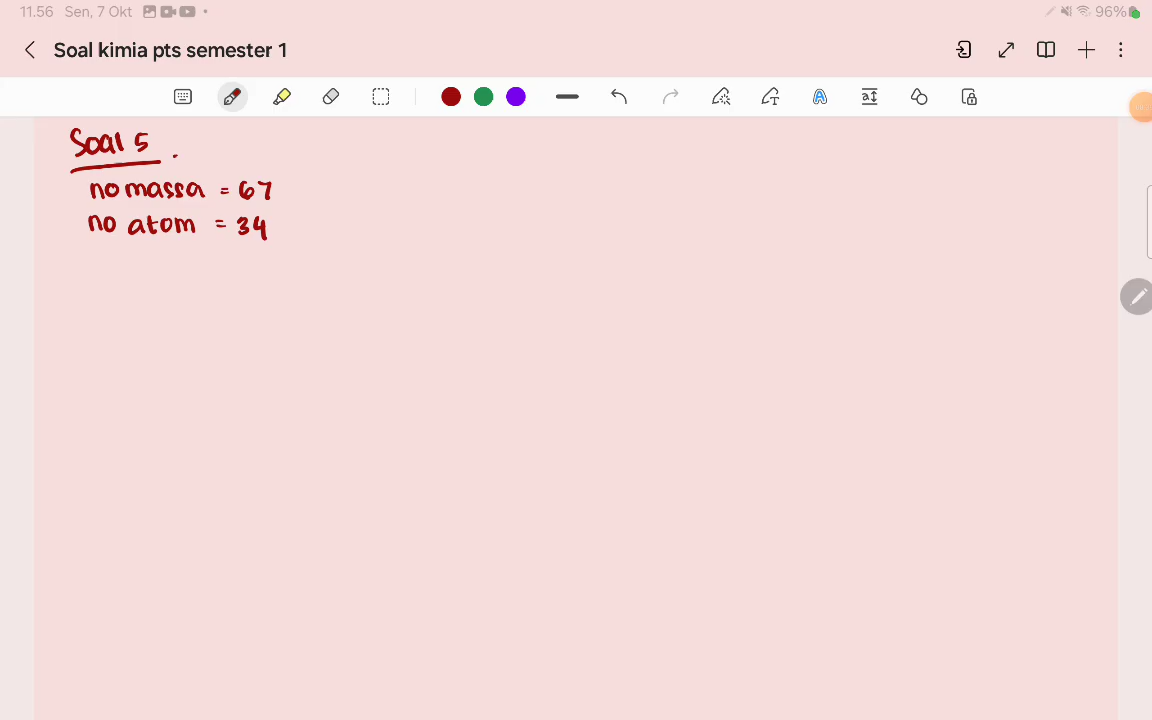 11.56 Sen, 7 Okt 96%
Soal kimia pts semester 1
Soal 5
no massa = 67
no atom = 34